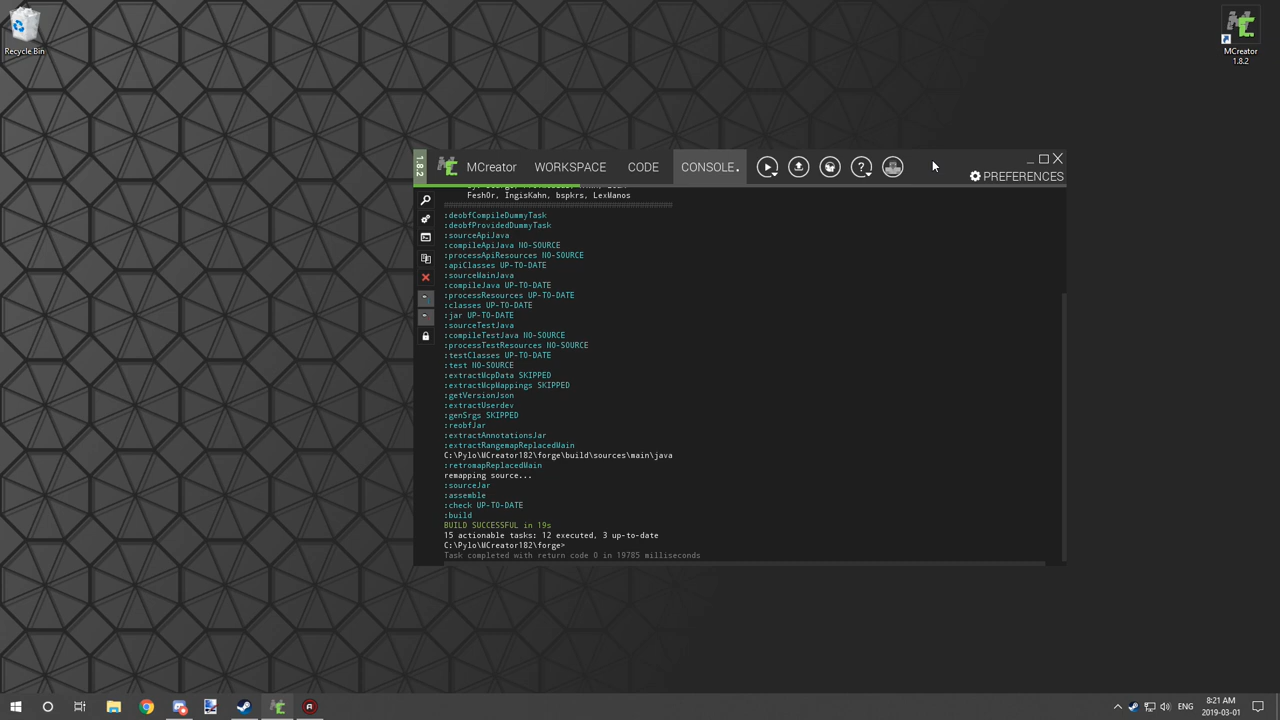 Recycle Bin
MCreator
1.8.2
1.8.2
MCreator
WORKSPACE
CODE
CONSOLE.
PREFERENCES
FeshOr, IngisKahn, bspkrs, LexManos
##################################################
:deobfCompileDummyTask
:deobfProvidedDummyTask
:sourceApiJava
:compileApiJava NO-SOURCE
:processApiResources NO-SOURCE
:apiClasses UP-TO-DATE
:sourceMainJava
:compileJava UP-TO-DATE
:processResources UP-TO-DATE
:classes UP-TO-DATE
:jar UP-TO-DATE
:sourceTestJava
:compileTestJava NO-SOURCE
:processTestResources NO-SOURCE
:testClasses UP-TO-DATE
:test NO-SOURCE
:extractMcpData SKIPPED
:extractMcpMappings SKIPPED
:getVersionJson
:extractUserdev
:genSrgs SKIPPED
:reobfJar
:extractAnnotationsJar
:extractRangemapReplacedMain
C:\Pylo\MCreator182\forge\build\sources\main\java
:retromapReplacedMain
remapping source...
:sourceJar
:assemble
:check UP-TO-DATE
:build
BUILD SUCCESSFUL in 19s
15 actionable tasks: 12 executed, 3 up-to-date
C:\Pylo\MCreator182\forge>
Task completed with return code 0 in 19785 milliseconds
ENG
8:21 AM
2019-03-01